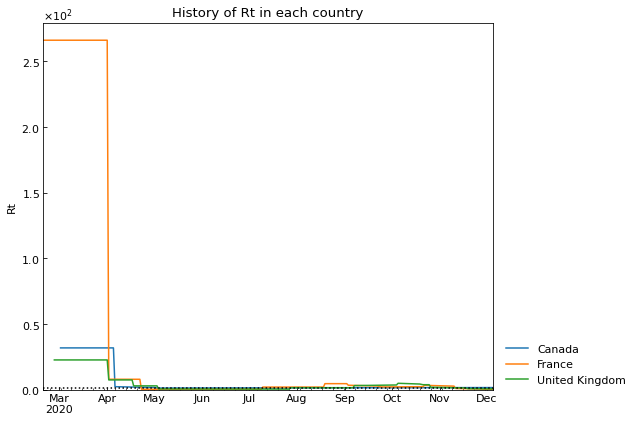 History of Rt in each country
×10²
2.5
2.0
1.5
1.0
0.5
0.0
Rt
Mar Apr May Jun Jul Aug Sep Oct Nov Dec
2020
Canada
France
United Kingdom